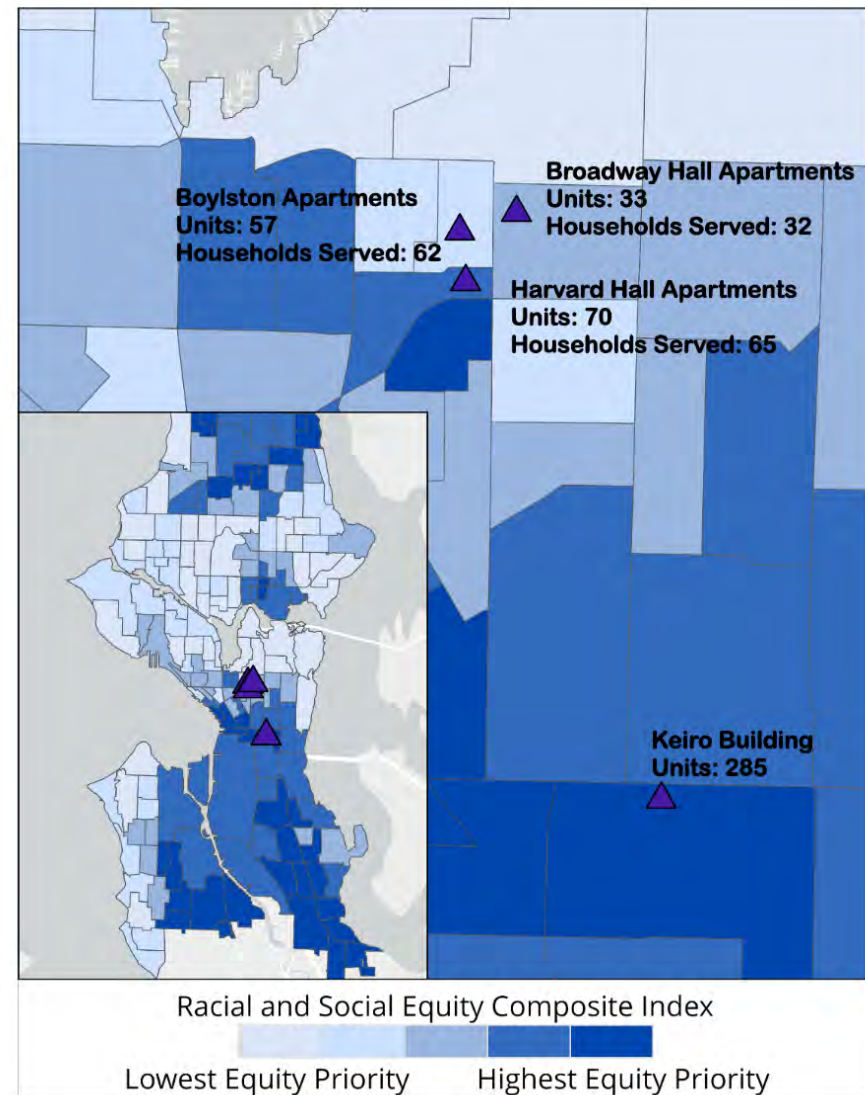 Broadway Hall Apartments
Units: 33
Households Served: 32
Boylston Apartments
Units: 57
Households Served: 62
Harvard Hall Apartments
Units: 70
Households Served: 65
Keiro Building
Units: 285
Racial and Social Equity Composite Index
Lowest Equity Priority
Highest Equity Priority